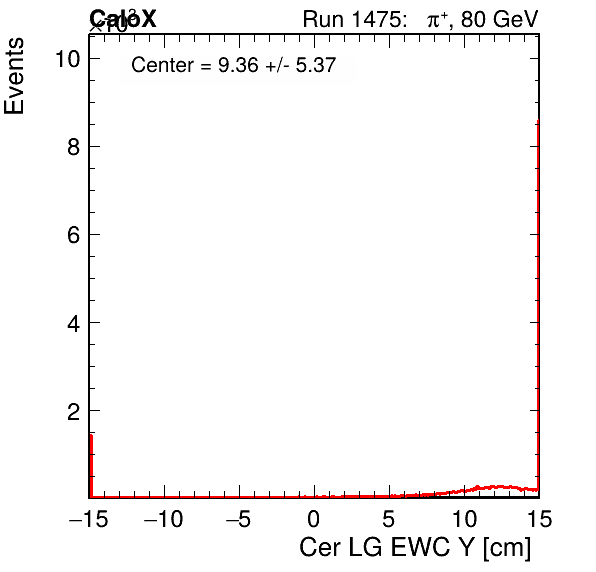 CaloX
×10³
Run 1475: π⁺, 80 GeV
Events
Center = 9.36 +/- 5.37
10
8
6
4
2
−15 −10 −5 0 5 10 15
Cer LG EWC Y [cm]